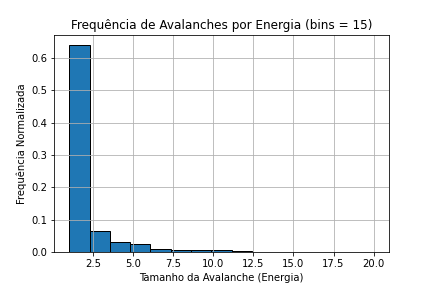 Frequência de Avalanches por Energia (bins = 15)
Frequência Normalizada
0.6
0.5
0.4
0.3
0.2
0.1
0.0
2.5 5.0 7.5 10.0 12.5 15.0 17.5 20.0
Tamanho da Avalanche (Energia)